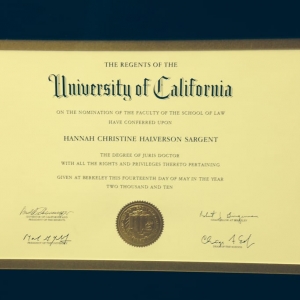 THE REGENTS OF THE
University of California
ON THE NOMINATION OF THE FACULTY OF THE SCHOOL OF LAW
HAVE CONFERRED UPON
HANNAH CHRISTINE HALVERSON SARGENT
THE DEGREE OF JURIS DOCTOR
WITH ALL THE RIGHTS AND PRIVILEGES THERETO PERTAINING
GIVEN AT BERKELEY THIS FOURTEENTH DAY OF MAY IN THE YEAR
TWO THOUSAND AND TEN